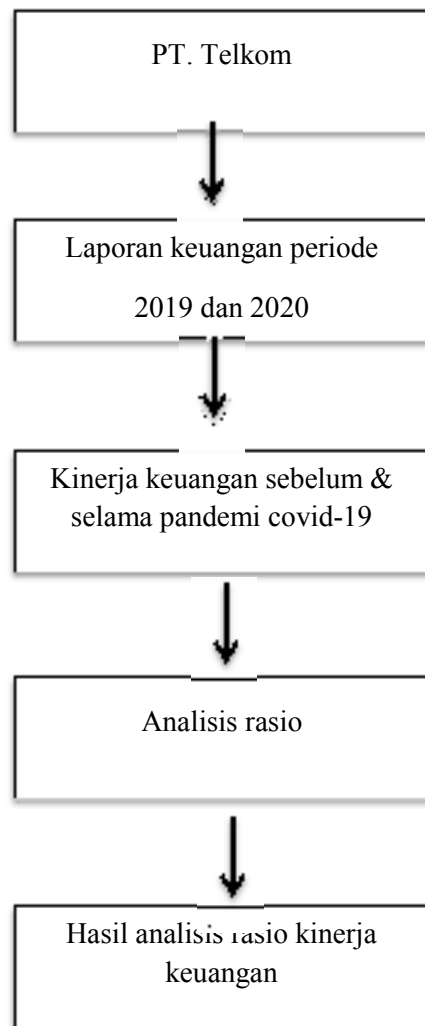 PT. Telkom
Laporan keuangan periode
2019 dan 2020
Kinerja keuangan sebelum &
selama pandemi covid-19
Analisis rasio
Hasil analisis rasio kinerja
keuangan